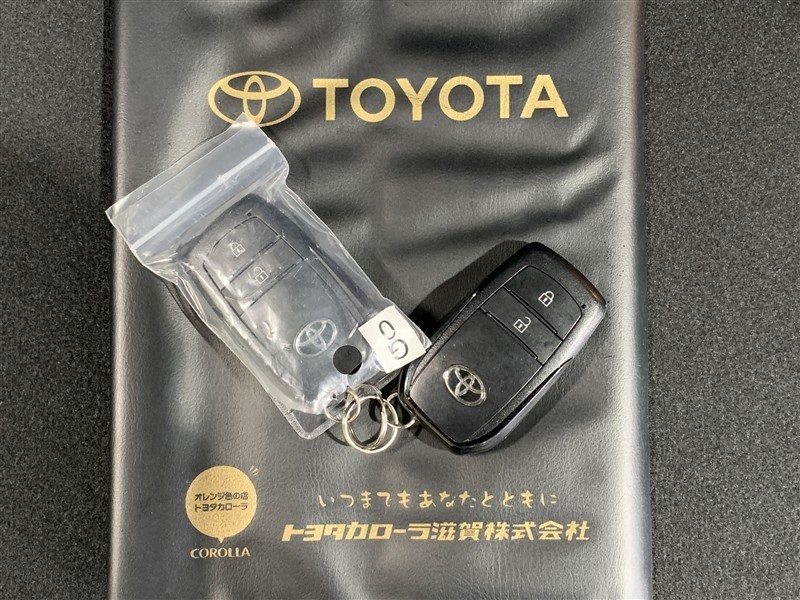 TOYOTA
GG
オレンジ色の店
トヨタカローラ
COROLLA
いつまでもあなたとともに
トヨタカローラ滋賀株式会社